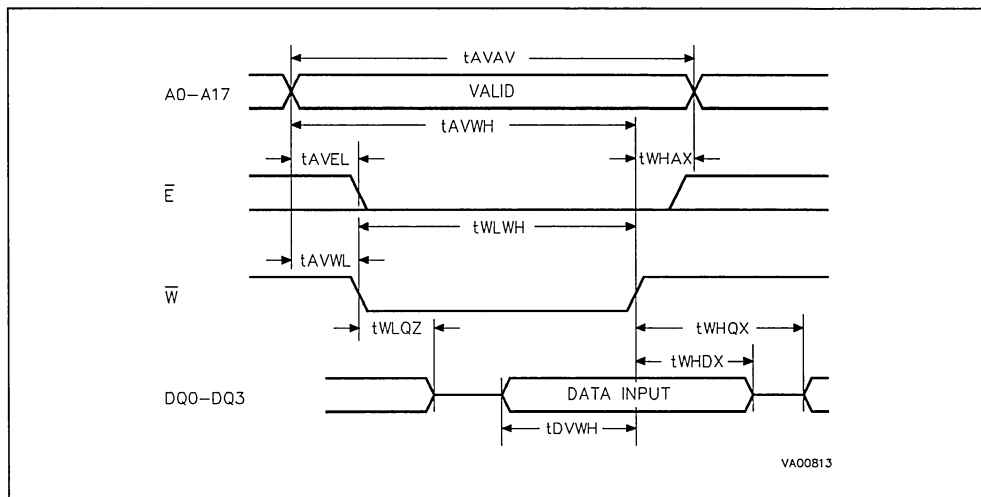 tAVAV
A0-A17
VALID
tAVWH
tAVEL
tWHAX
E
tWLWH
tAVWL
W
tWLQZ
tWHQX
tWHDX
DQ0-DQ3
DATA INPUT
tDVWH
VA00813